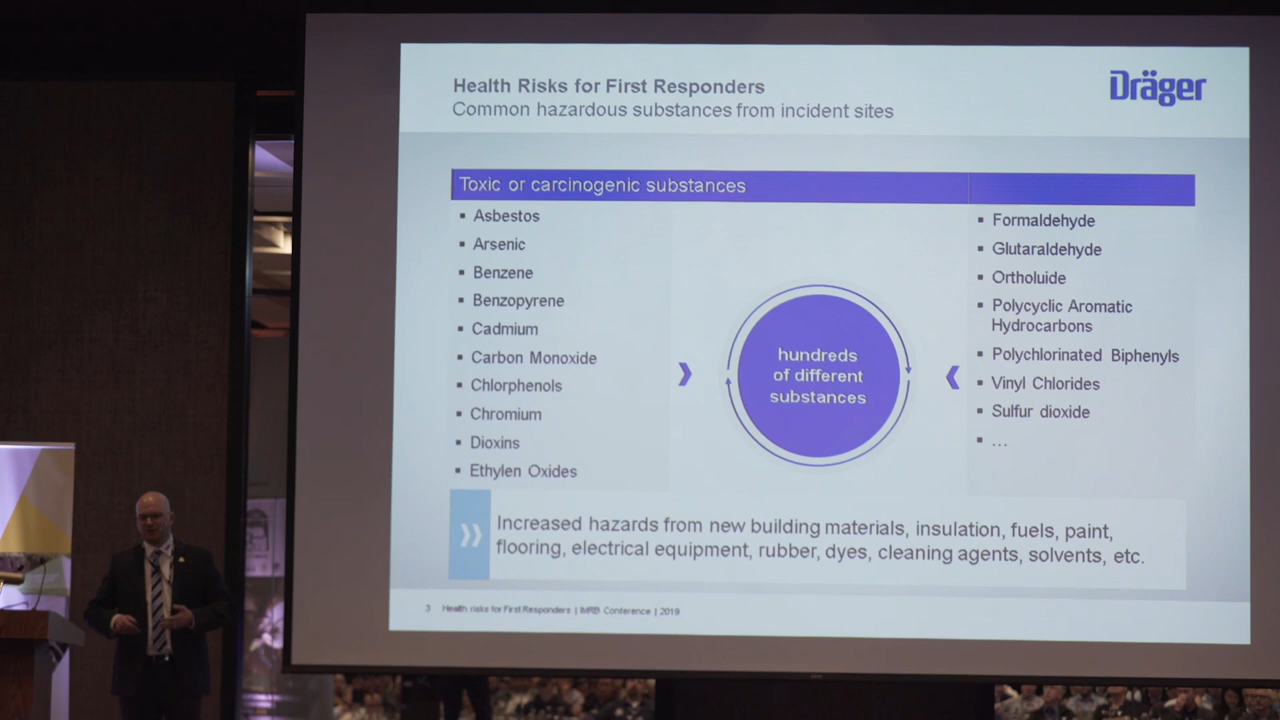 Health Risks for First Responders
Common hazardous substances from incident sites
Dräger
Toxic or carcinogenic substances
▪ Asbestos
▪ Arsenic
▪ Benzene
▪ Benzopyrene
▪ Cadmium
▪ Carbon Monoxide
▪ Chlorphenols
▪ Chromium
▪ Dioxins
▪ Ethylen Oxides
hundreds
of different
substances
▪ Formaldehyde
▪ Glutaraldehyde
▪ Ortholuide
▪ Polycyclic Aromatic
Hydrocarbons
▪ Polychlorinated Biphenyls
▪ Vinyl Chlorides
▪ Sulfur dioxide
▪ ...
Increased hazards from new building materials, insulation, fuels, paint,
flooring, electrical equipment, rubber, dyes, cleaning agents, solvents, etc.
3 Health risks for First Responders | IMRB Conference | 2019